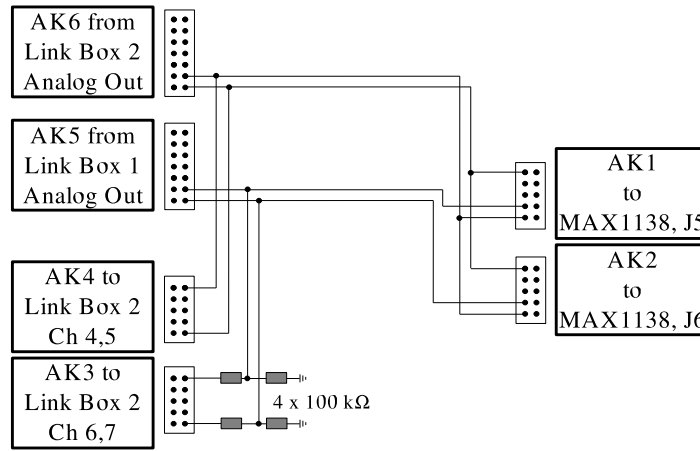 AK6 from
Link Box 2
Analog Out
AK5 from
Link Box 1
Analog Out
AK1
to
MAX1138, J5
AK2
to
MAX1138, J6
AK4 to
Link Box 2
Ch 4,5
AK3 to
Link Box 2
Ch 6,7
4 x 100 kΩ